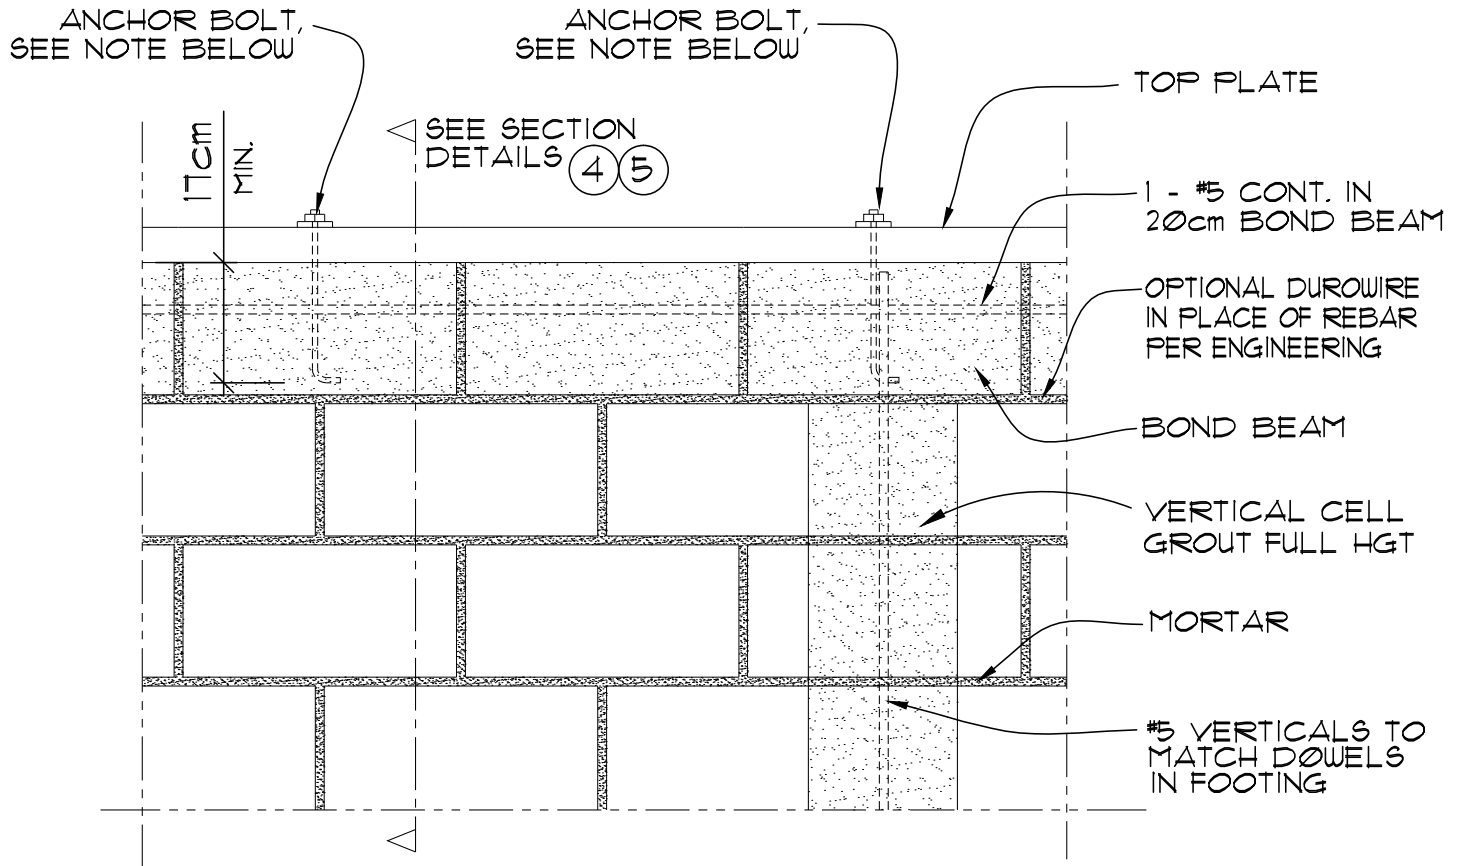 ANCHOR BOLT,
SEE NOTE BELOW
ANCHOR BOLT,
SEE NOTE BELOW
TOP PLATE
SEE SECTION
DETAILS 4 5
17cm
MIN.
1 - #5 CONT. IN
20cm BOND BEAM
OPTIONAL DUROWIRE
IN PLACE OF REBAR
PER ENGINEERING
BOND BEAM
VERTICAL CELL
GROUT FULL HGT
MORTAR
#5 VERTICALS TO
MATCH DØWELS
IN FOOTING